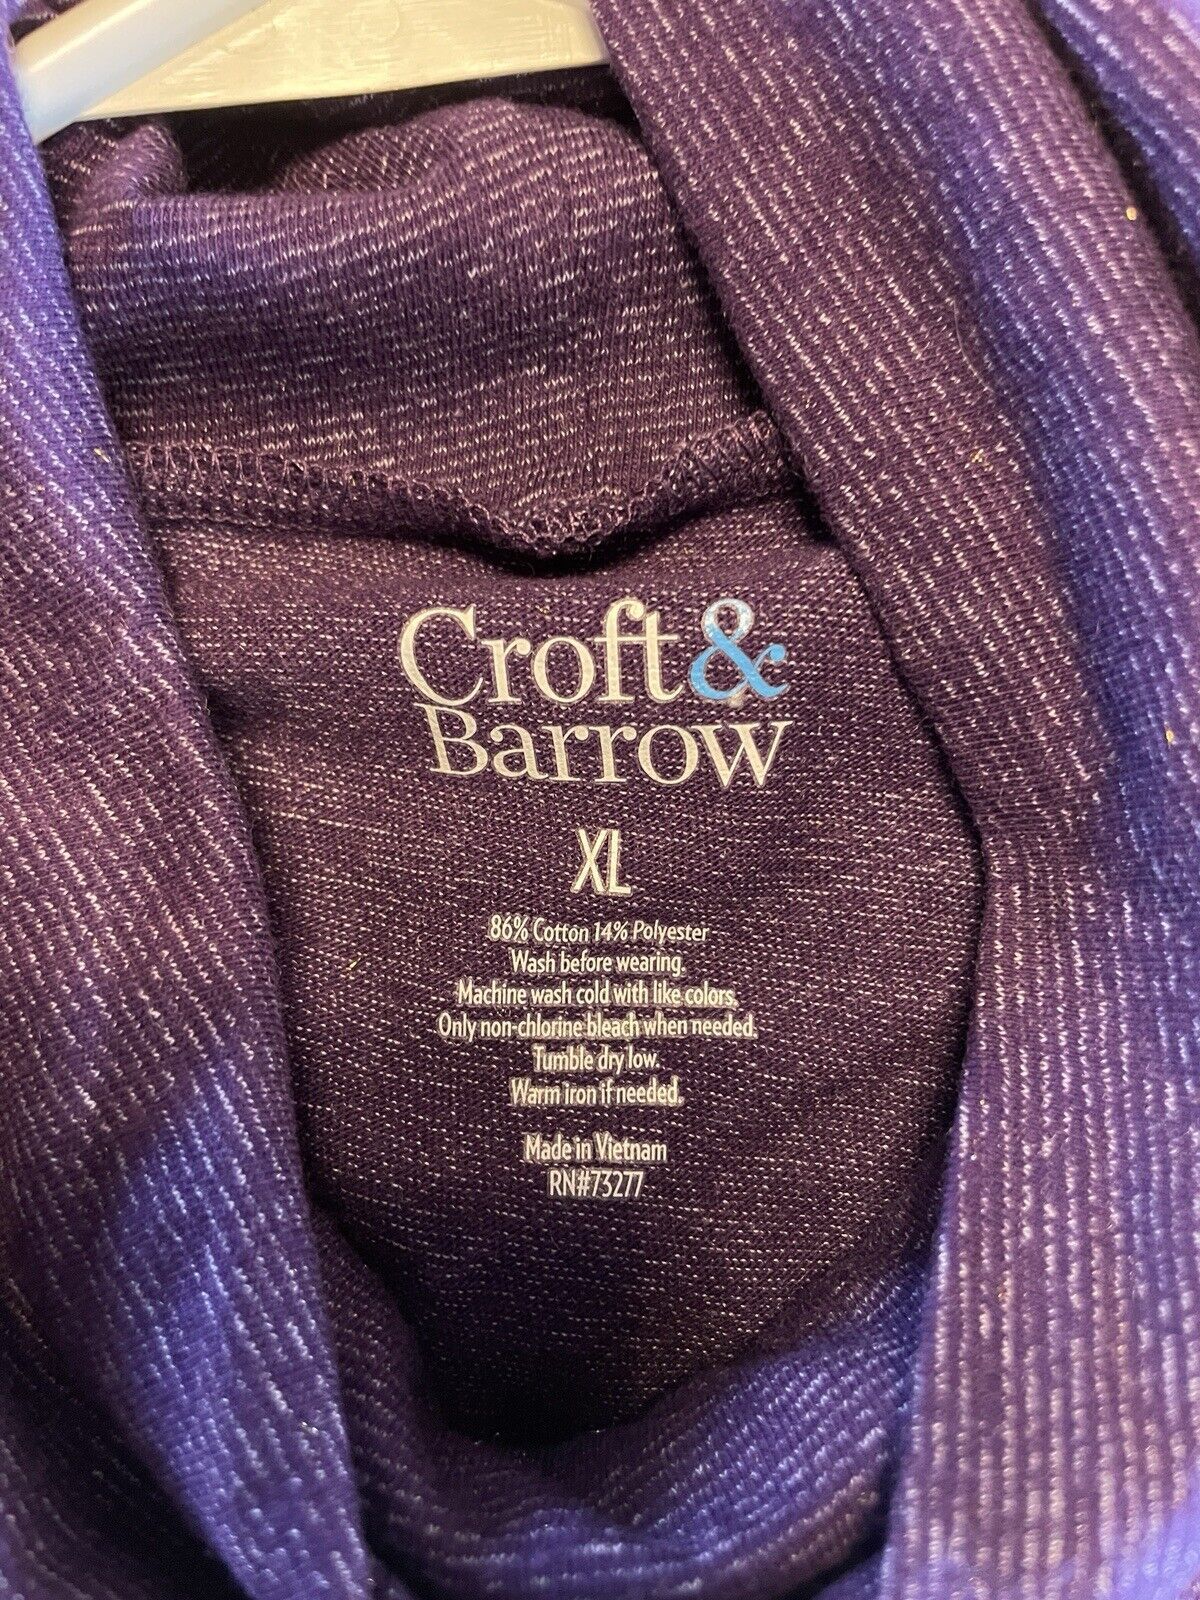 Croft&
Barrow
XL
86% Cotton 14% Polyester
Wash before wearing.
Machine wash cold with like colors.
Only non-chlorine bleach when needed.
Tumble dry low.
Warm iron if needed.
Made in Vietnam
RN#73277